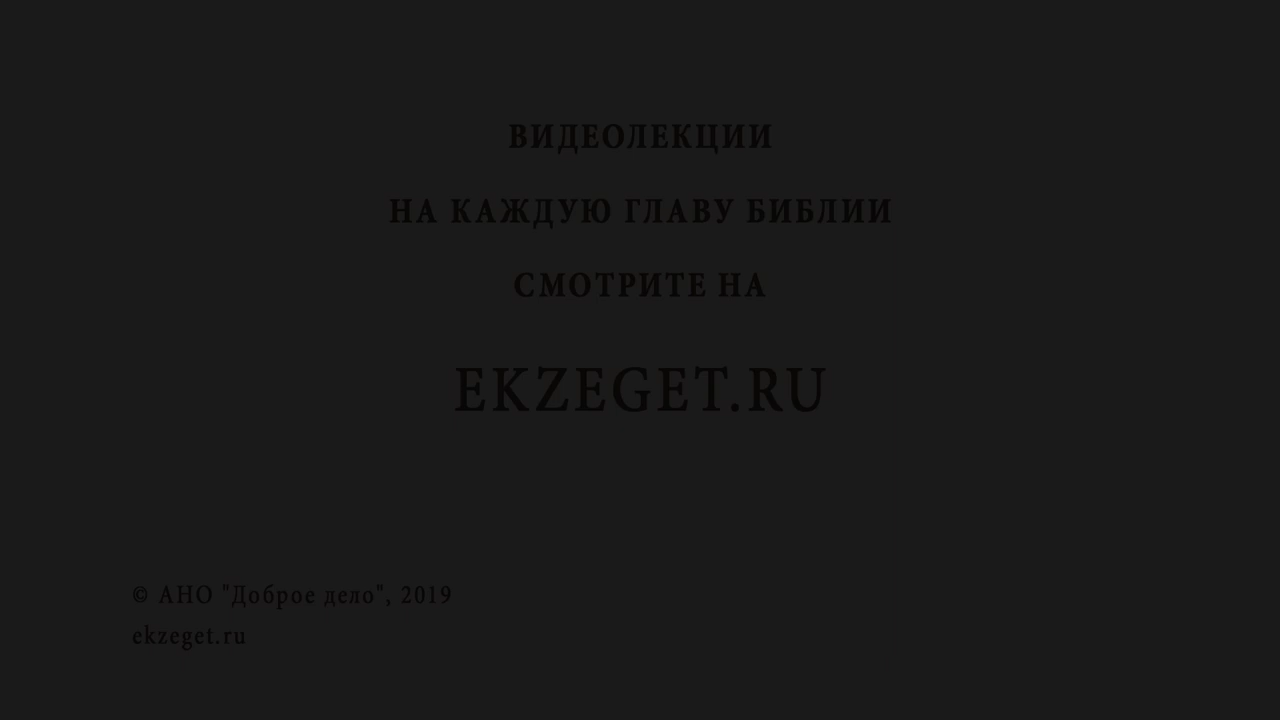 ВИДЕОЛЕКЦИИ
НА КАЖДУЮ ГЛАВУ БИБЛИИ
СМОТРИТЕ НА
EKZEGET.RU
© АНО "Доброе дело", 2019
ekzeget.ru